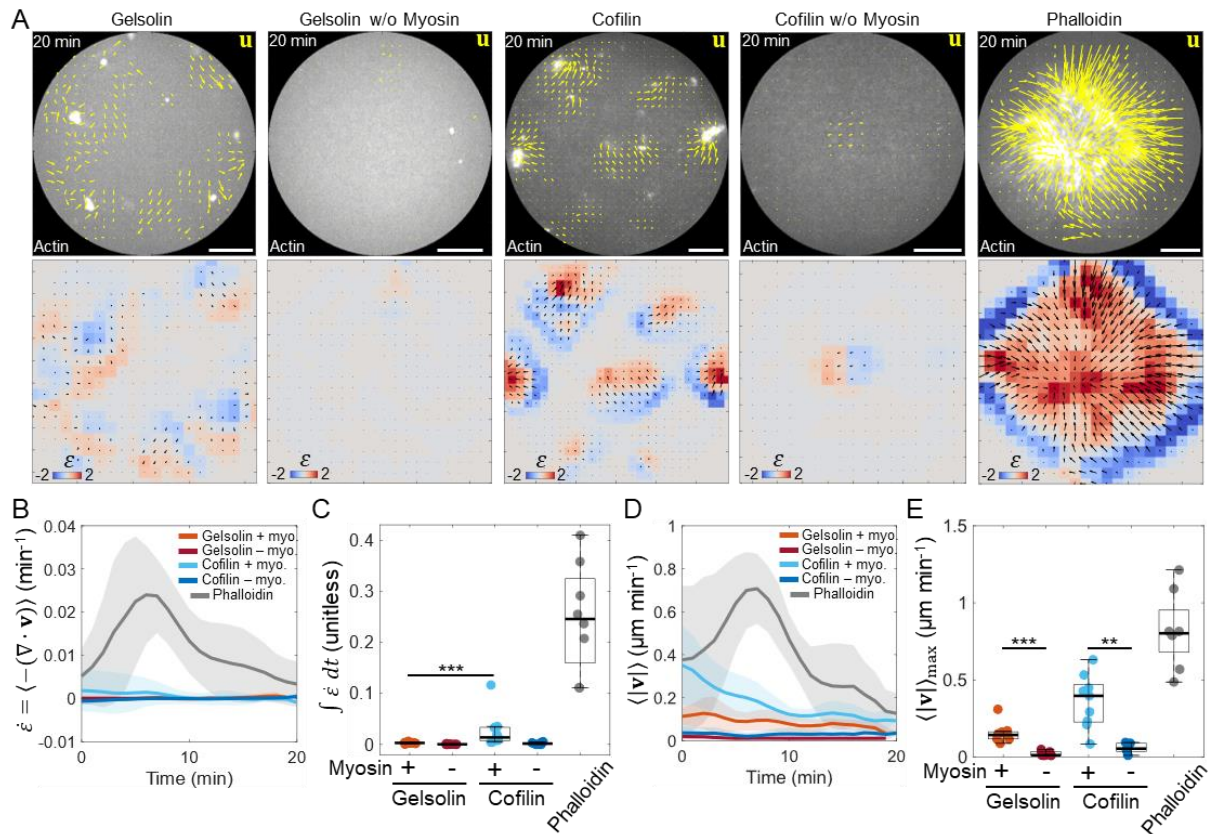 A
Gelsolin
Gelsolin w/o Myosin
Cofilin
Cofilin w/o Myosin
Phalloidin
20 min
u
Actin
20 min
u
Actin
20 min
u
Actin
20 min
u
Actin
20 min
u
Actin
ε
-2 2
ε
-2 2
ε
-2 2
ε
-2 2
ε
-2 2
B
ε̇ = ⟨−(∇ · v)⟩ (min⁻¹)
0.04
0.03
0.02
0.01
0
-0.01
0 10 20
Time (min)
Gelsolin + myo.
Gelsolin – myo.
Cofilin + myo.
Cofilin – myo.
Phalloidin
C
∫ ε̇ dt (unitless)
0.4
0.3
0.2
0.1
0
***
Myosin + - + -
Gelsolin Cofilin Phalloidin
D
⟨|v|⟩ (µm min⁻¹)
1
0.8
0.6
0.4
0.2
0
0 10 20
Time (min)
Gelsolin + myo.
Gelsolin – myo.
Cofilin + myo.
Cofilin – myo.
Phalloidin
E
⟨|v|⟩max (µm min⁻¹)
1.5
1
0.5
0
***
**
Myosin + - + -
Gelsolin Cofilin Phalloidin